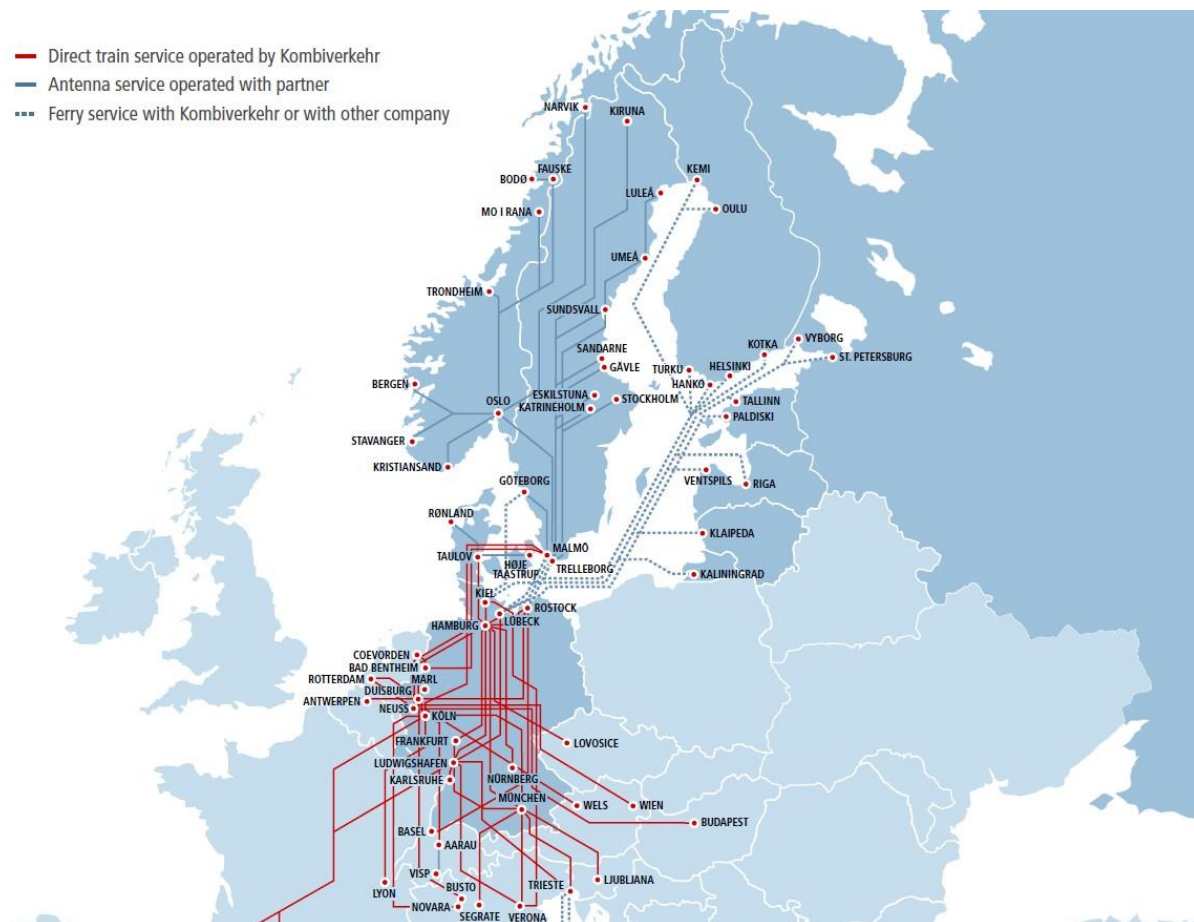 Direct train service operated by Kombiverkehr
Antenna service operated with partner
Ferry service with Kombiverkehr or with other company
NARVIK
KIRUNA
FAUSKE
BODØ
KEMI
LULEÅ
OULU
MO I RANA
UMEÅ
TRONDHEIM
SUNDSVALL
VYBORG
KOTKA
ST. PETERSBURG
SANDARNE
GÄVLE
TURKU
HELSINKI
HANKO
BERGEN
ESKILSTUNA
STOCKHOLM
TALLINN
OSLO
KATRINEHOLM
PALDISKI
STAVANGER
KRISTIANSAND
GÖTEBORG
VENTSPILS
RIGA
RØNLAND
KLAIPEDA
MALMÖ
TAULOV
HØJE
TAASTRUP
TRELLEBORG
KALININGRAD
KIEL
ROSTOCK
LÜBECK
HAMBURG
COEVORDEN
BAD BENTHEIM
ROTTERDAM
MARL
DUISBURG
ANTWERPEN
NEUSS
KÖLN
FRANKFURT
LOVOSICE
LUDWIGSHAFEN
KARLSRUHE
NÜRNBERG
MÜNCHEN
WELS
WIEN
BUDAPEST
BASEL
AARAU
VISP
LYON
BUSTO
TRIESTE
LJUBLJANA
NOVARA
SEGRATE
VERONA